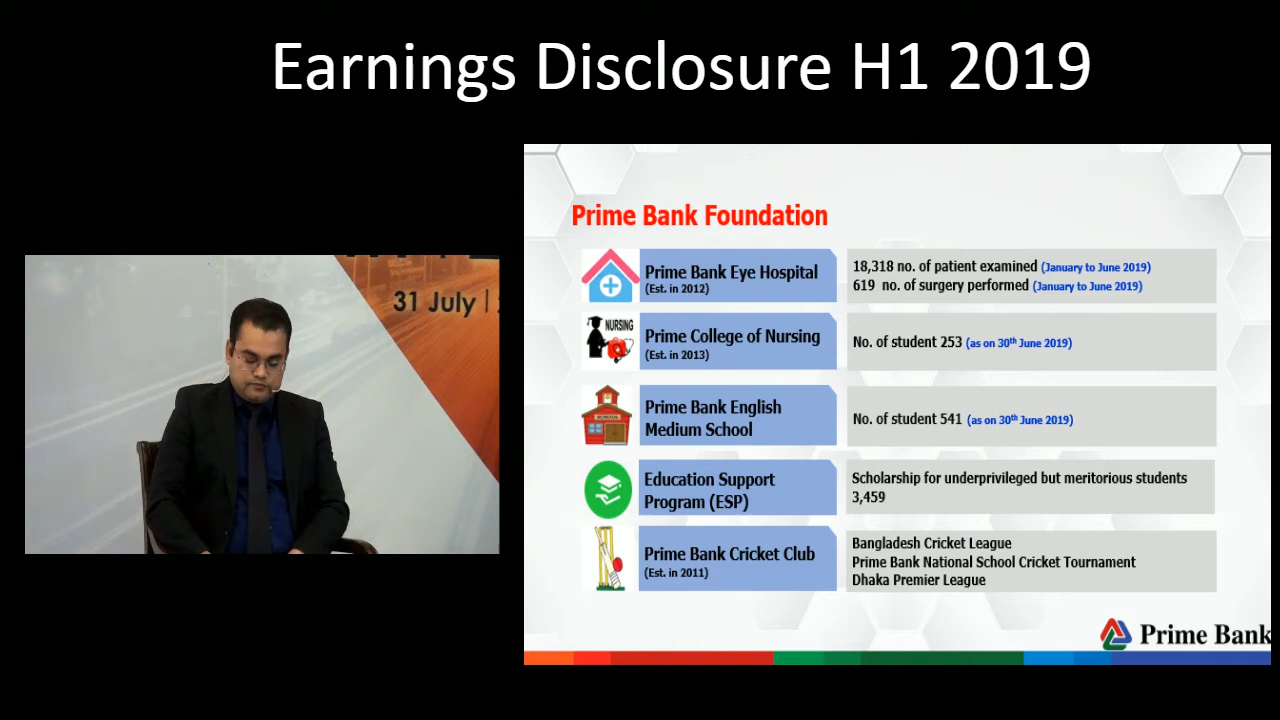 Earnings Disclosure H1 2019
31 July |
Prime Bank Foundation
Prime Bank Eye Hospital
(Est. in 2012)
18,318 no. of patient examined (January to June 2019)
619 no. of surgery performed (January to June 2019)
NURSING
Prime College of Nursing
(Est. in 2013)
No. of student 253 (as on 30th June 2019)
SCHOOL
Prime Bank English
Medium School
No. of student 541 (as on 30th June 2019)
Education Support
Program (ESP)
Scholarship for underprivileged but meritorious students
3,459
Prime Bank Cricket Club
(Est. in 2011)
Bangladesh Cricket League
Prime Bank National School Cricket Tournament
Dhaka Premier League
Prime Bank